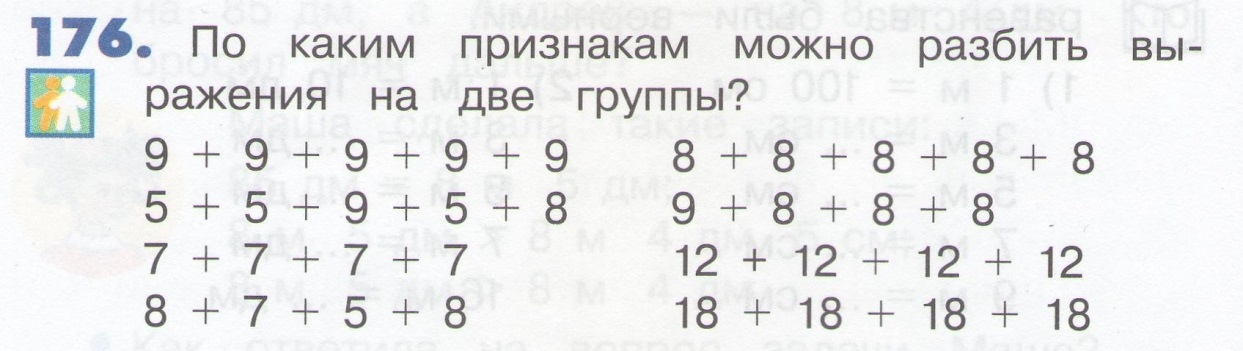 176. По каким признакам можно разбить вы-
ражения на две группы?
9 + 9 + 9 + 9 + 9 8 + 8 + 8 + 8 + 8
5 + 5 + 9 + 5 + 8 9 + 8 + 8 + 8
7 + 7 + 7 + 7 12 + 12 + 12 + 12
8 + 7 + 5 + 8 18 + 18 + 18 + 18